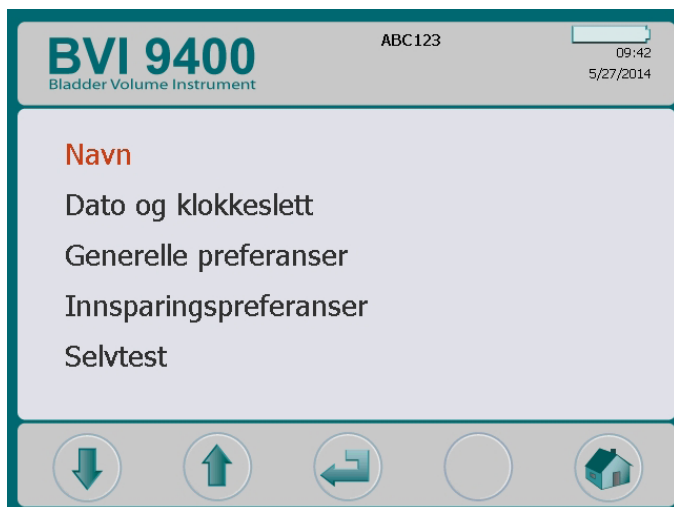 BVI 9400
Bladder Volume Instrument
ABC123
09:42
5/27/2014
Navn
Dato og klokkeslett
Generelle preferanser
Innsparingspreferanser
Selvtest